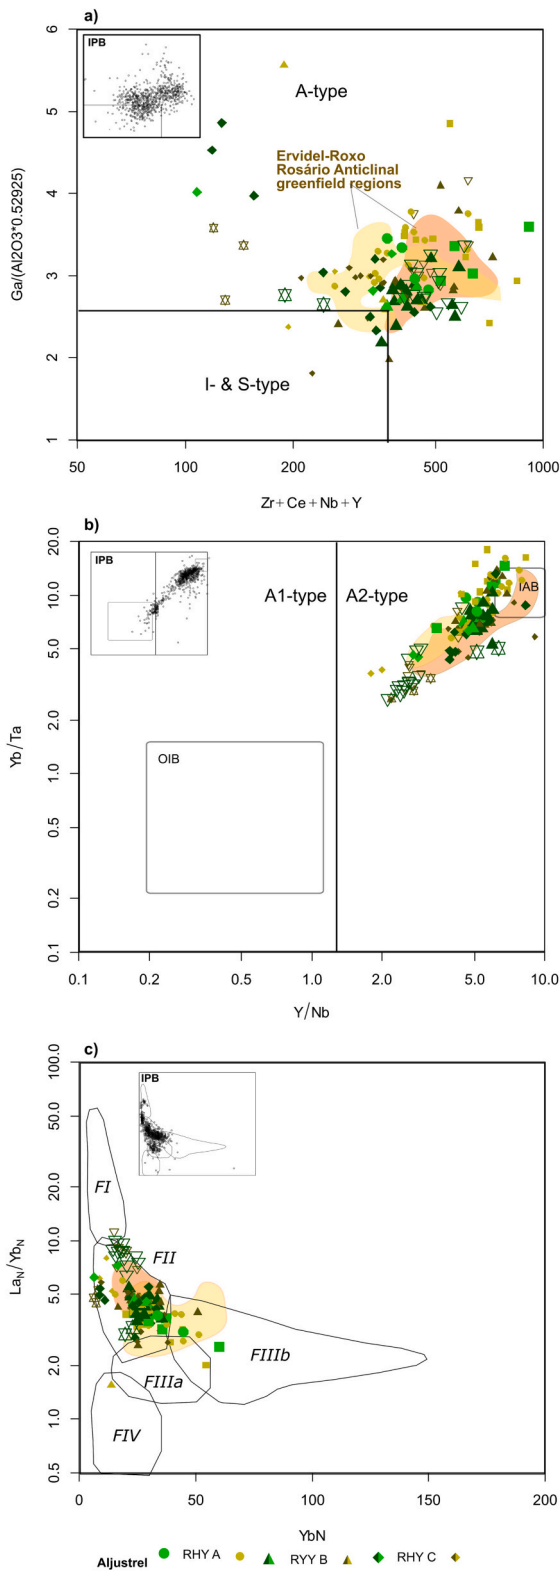 a)
6
5
4
3
2
1
Ga/(Al2O3*0.52925)
IPB
A-type
Ervidel-Roxo
Rosário Anticlinal
greenfield regions
I- & S-type
50
100
200
500
1000
Zr+Ce+Nb+Y
b)
20.0
10.0
5.0
2.0
1.0
0.5
0.2
0.1
Yb/Ta
IPB
A1-type
A2-type
IAB
OIB
0.1
0.2
0.5
1.0
2.0
5.0
10.0
Y/Nb
c)
100.0
50.0
10.0
5.0
2.0
1.0
0.5
LaN/YbN
IPB
FI
FII
FIIIb
FIIIa
FIV
0
50
100
150
200
YbN
Aljustrel RHY A RYY B RHY C